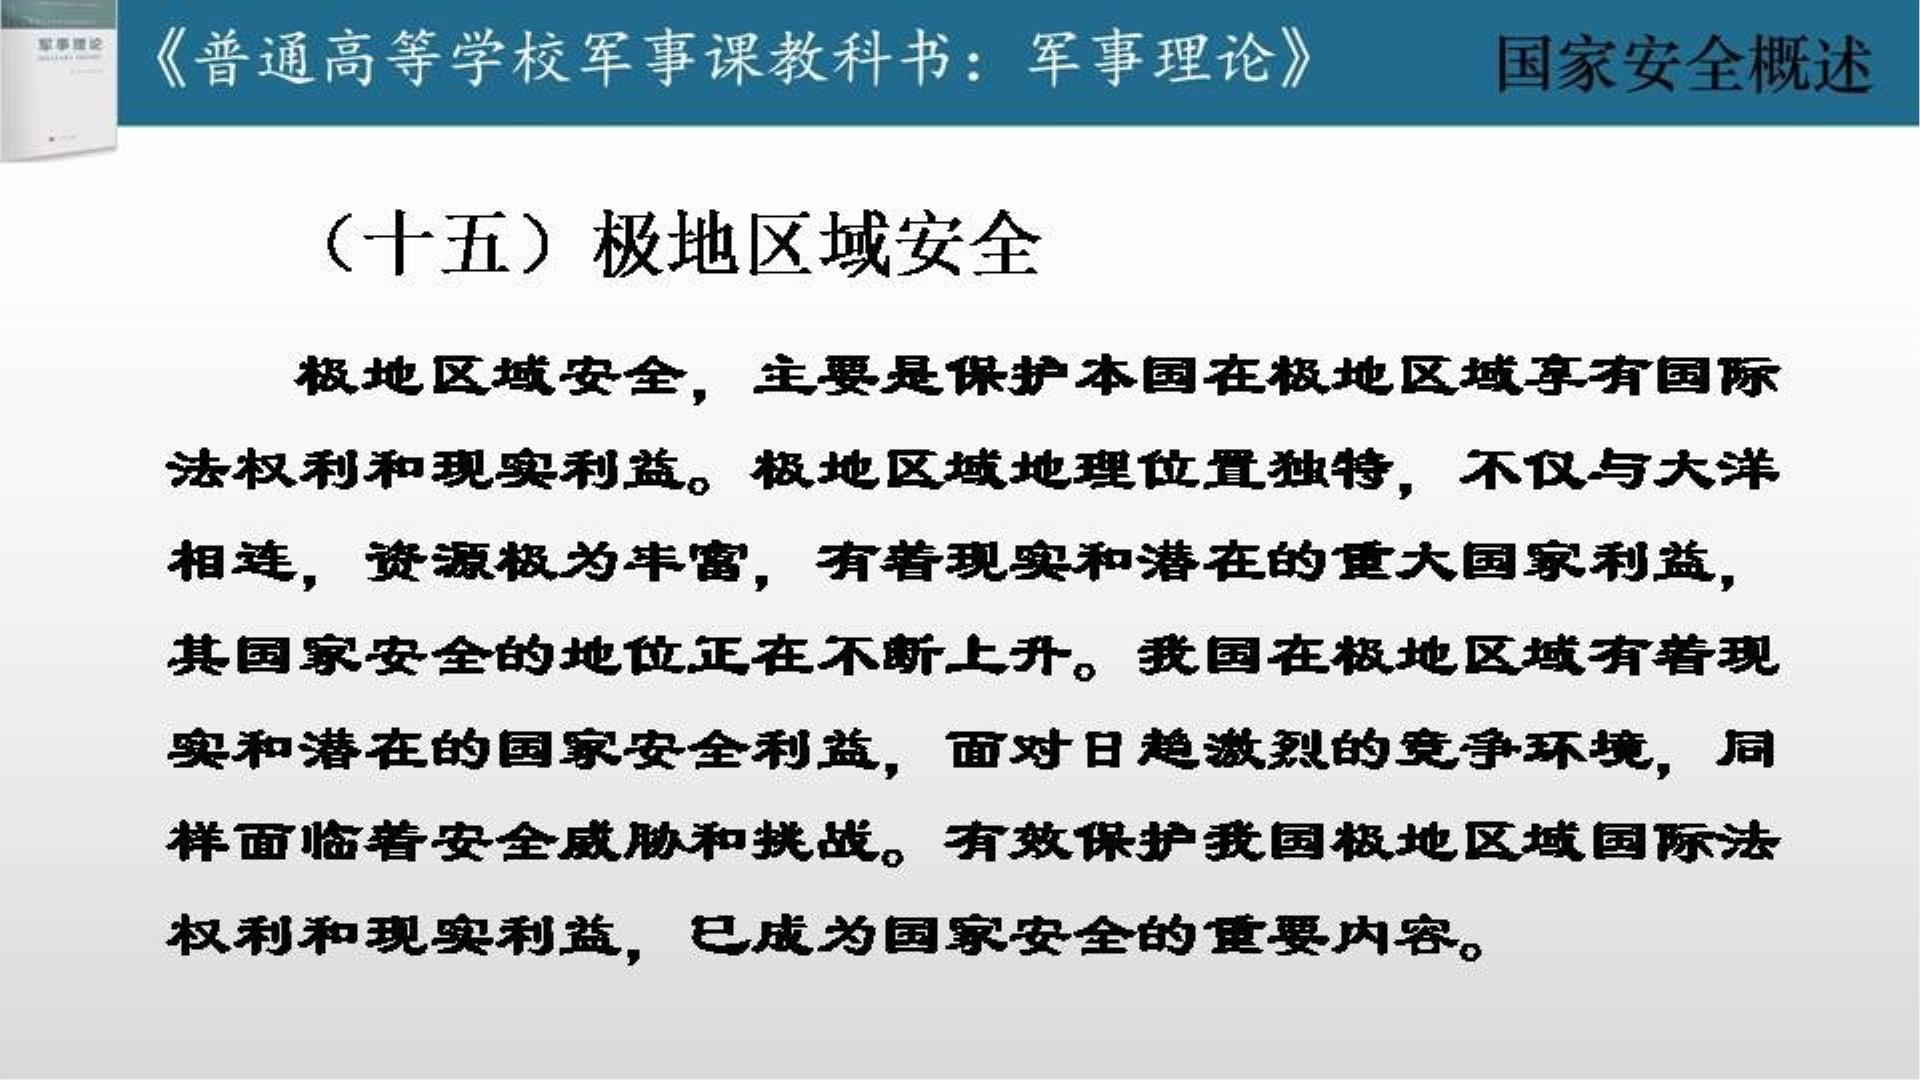 军事理论
《普通高等学校军事课教科书：军事理论》
国家安全概述
（十五）极地区域安全
极地区域安全，主要是保护本国在极地区域享有国际
法权利和现实利益。极地区域地理位置独特，不仅与大洋
相连，资源极为丰富，有着现实和潜在的重大国家利益，
其国家安全的地位正在不断上升。我国在极地区域有着现
实和潜在的国家安全利益，面对日趋激烈的竞争环境，同
样面临着安全威胁和挑战。有效保护我国极地区域国际法
权利和现实利益，已成为国家安全的重要内容。